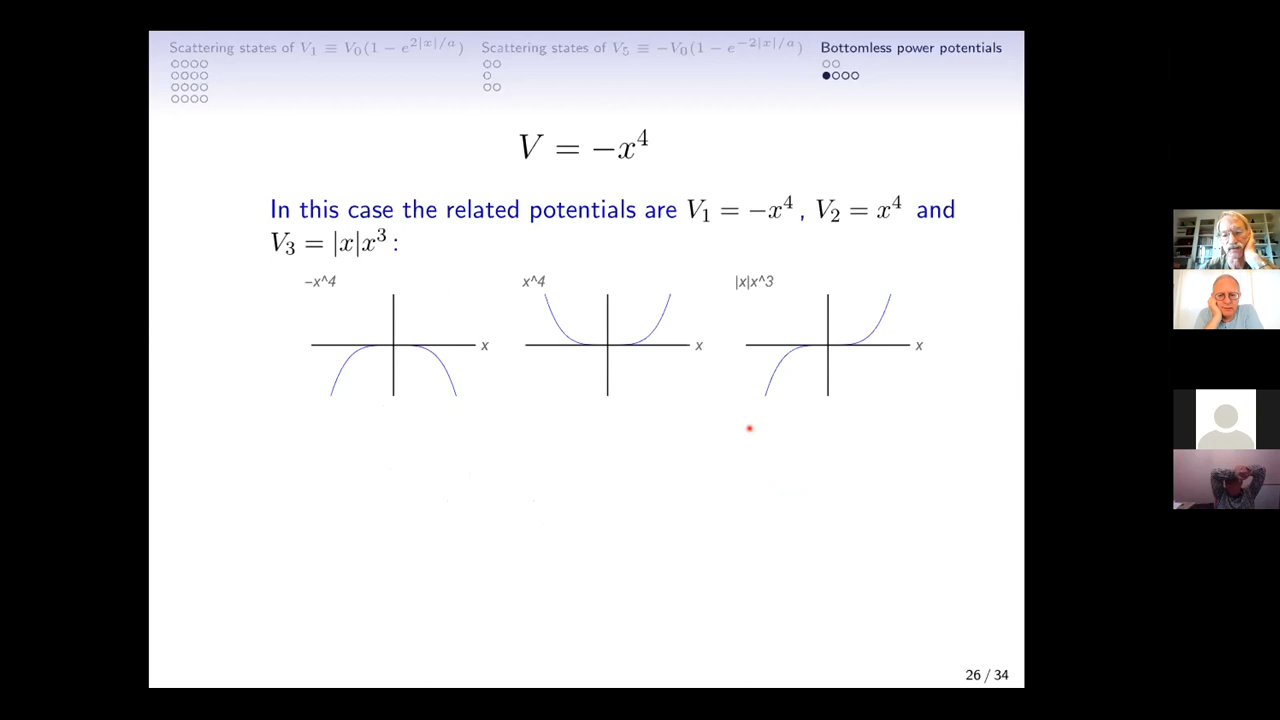 Scattering states of V₁ ≡ V₀(1 − e^{2|x|/a}) Scattering states of V₅ ≡ −V₀(1 − e^{−2|x|/a}) Bottomless power potentials
V = −x⁴
In this case the related potentials are V₁ = −x⁴, V₂ = x⁴ and
V₃ = |x|x³:
−x^4 x^4 |x|x^3
x x x
26 / 34